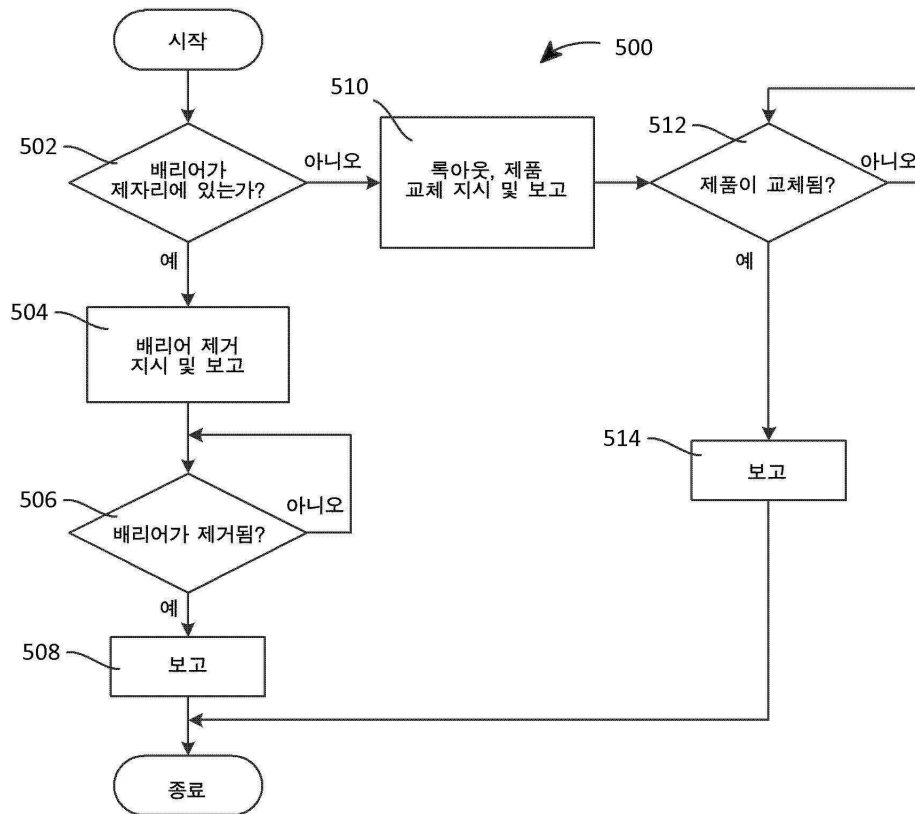 시작
500
510
512
502
배리어가
제자리에 있는가?
아니오
록아웃, 제품
교체 지시 및 보고
제품이 교체됨?
아니오
예
예
504
배리어 제거
지시 및 보고
514
보고
506
배리어가 제거됨?
아니오
예
508
보고
종료